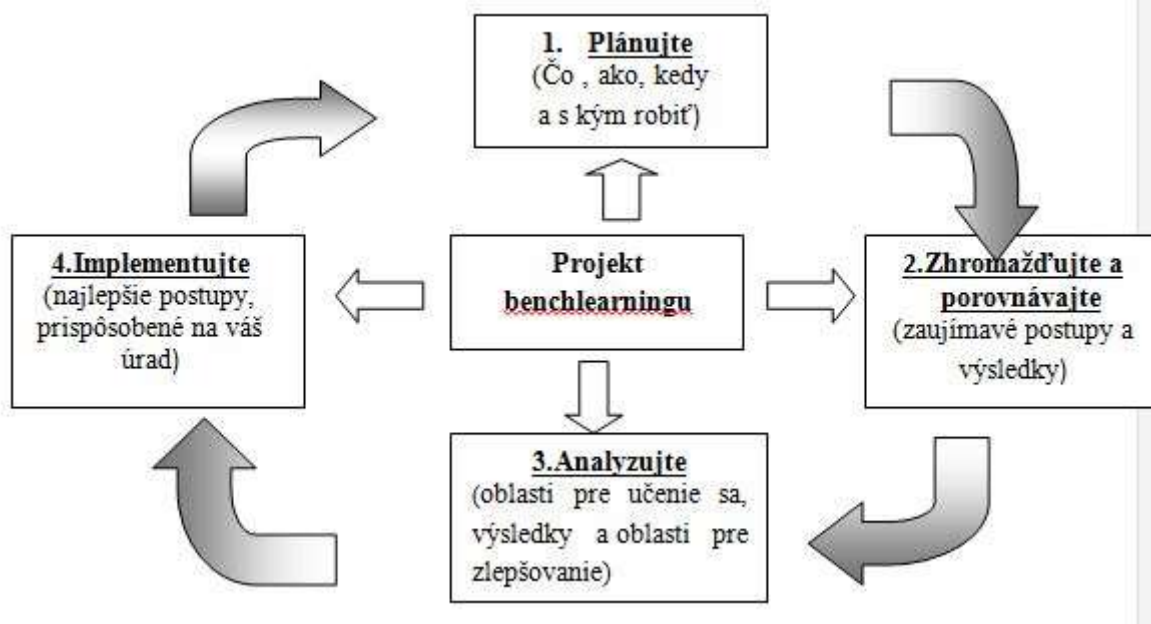 1. Plánujte
(Čo , ako, kedy
a s kým robiť)
4.Implementujte
(najlepšie postupy,
prispôsobené na váš
úrad)
Projekt
benchlearningu
2.Zhromažďujte a
porovnávajte
(zaujímavé postupy a
výsledky)
3.Analyzujte
(oblasti pre učenie sa,
výsledky a oblasti pre
zlepšovanie)